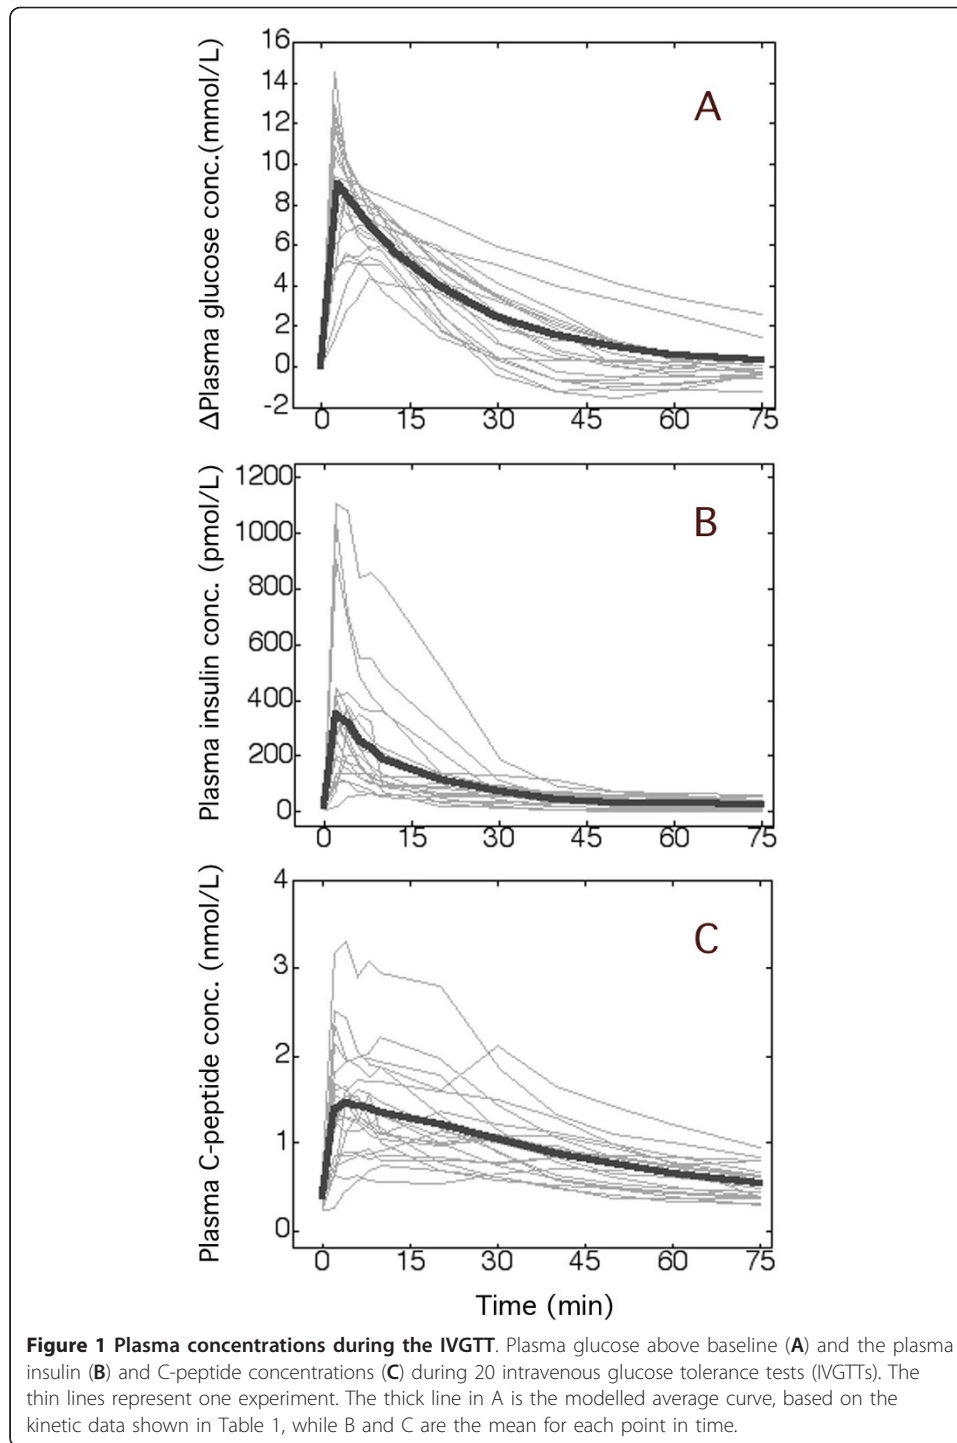 16
14
12
10
8
6
4
2
0
-2
ΔPlasma glucose conc.(mmol/L)
A
0 15 30 45 60 75
1200
1000
800
600
400
200
0
Plasma insulin conc. (pmol/L)
B
0 15 30 45 60 75
4
3
2
1
0
Plasma C-peptide conc. (nmol/L)
C
0 15 30 45 60 75
Time (min)
Figure 1 Plasma concentrations during the IVGTT. Plasma glucose above baseline (A) and the plasma
insulin (B) and C-peptide concentrations (C) during 20 intravenous glucose tolerance tests (IVGTTs). The
thin lines represent one experiment. The thick line in A is the modelled average curve, based on the
kinetic data shown in Table 1, while B and C are the mean for each point in time.